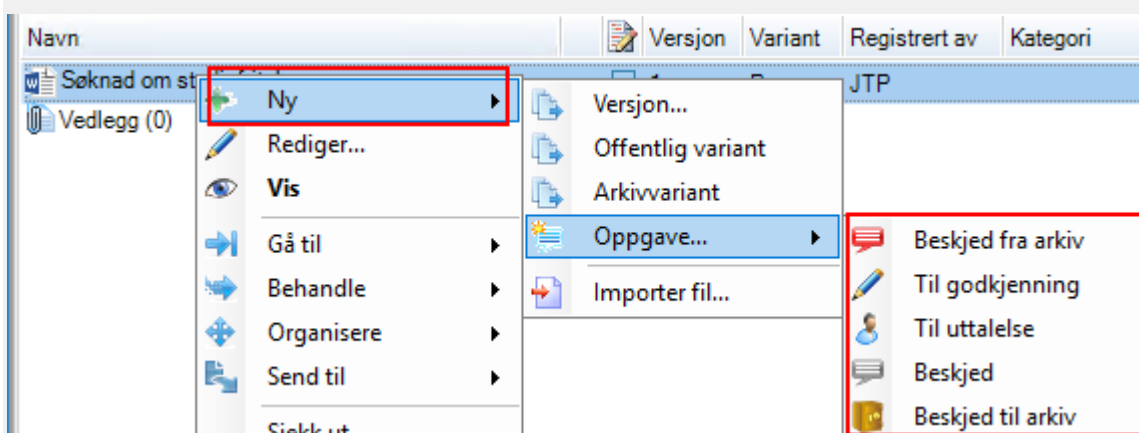 Navn Versjon Variant Registrert av Kategori
Søknad om st JTP
Vedlegg (0)
Ny
Rediger...
Vis
Gå til
Behandle
Organisere
Send til
Versjon...
Offentlig variant
Arkivvariant
Oppgave...
Importer fil...
Beskjed fra arkiv
Til godkjenning
Til uttalelse
Beskjed
Beskjed til arkiv